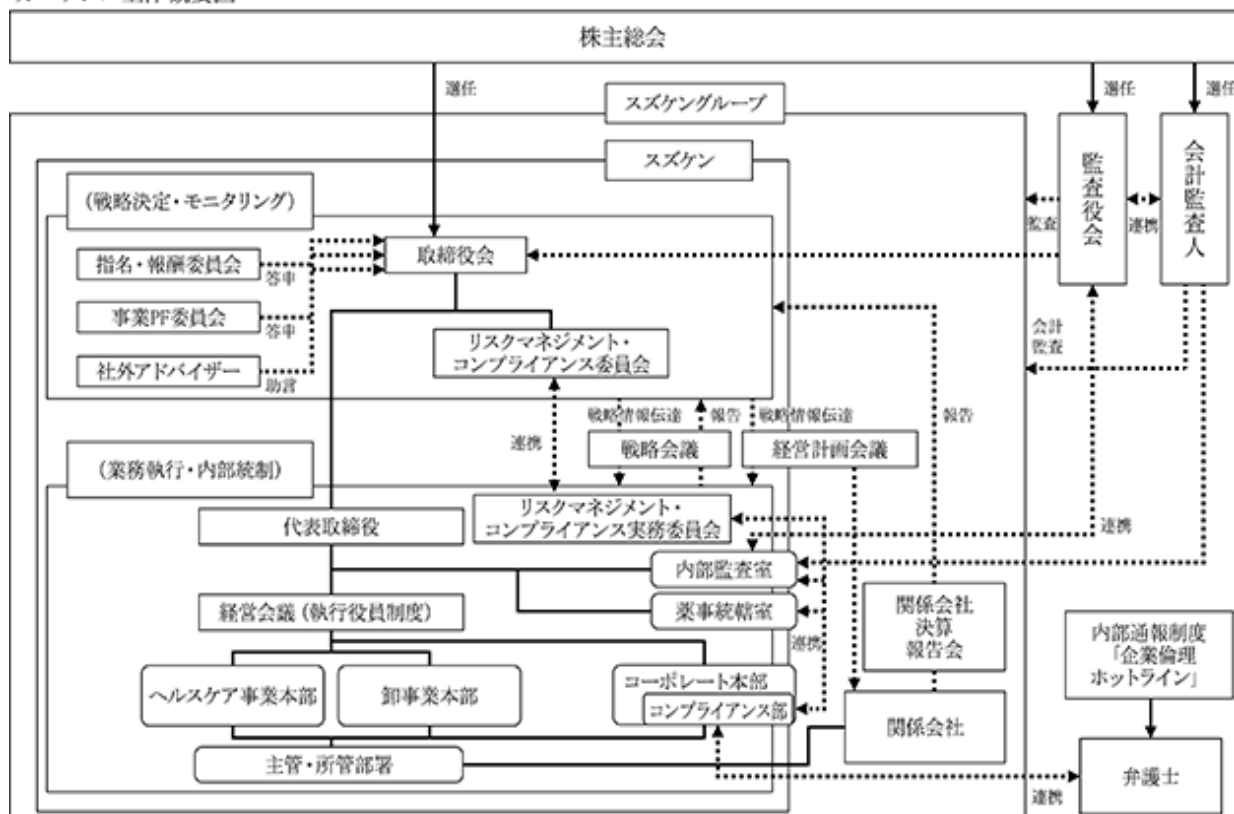 株主総会
選任
選任
選任
スズケングループ
スズケン
監査役会
会計監査人
(戦略決定・モニタリング)
監査
連携
取締役会
指名・報酬委員会
答申
事業PF委員会
答申
社外アドバイザー
助言
リスクマネジメント・
コンプライアンス委員会
会計
監査
戦略情報伝達
報告
戦略情報伝達
報告
連携
戦略会議
経営計画会議
(業務執行・内部統制)
リスクマネジメント・
コンプライアンス実務委員会
代表取締役
連携
内部監査室
経営会議(執行役員制度)
薬事統轄室
関係会社
決算
報告会
内部通報制度
「企業倫理
ホットライン」
連携
ヘルスケア事業本部
卸事業本部
コーポレート本部
コンプライアンス部
関係会社
主管・所管部署
弁護士
連携